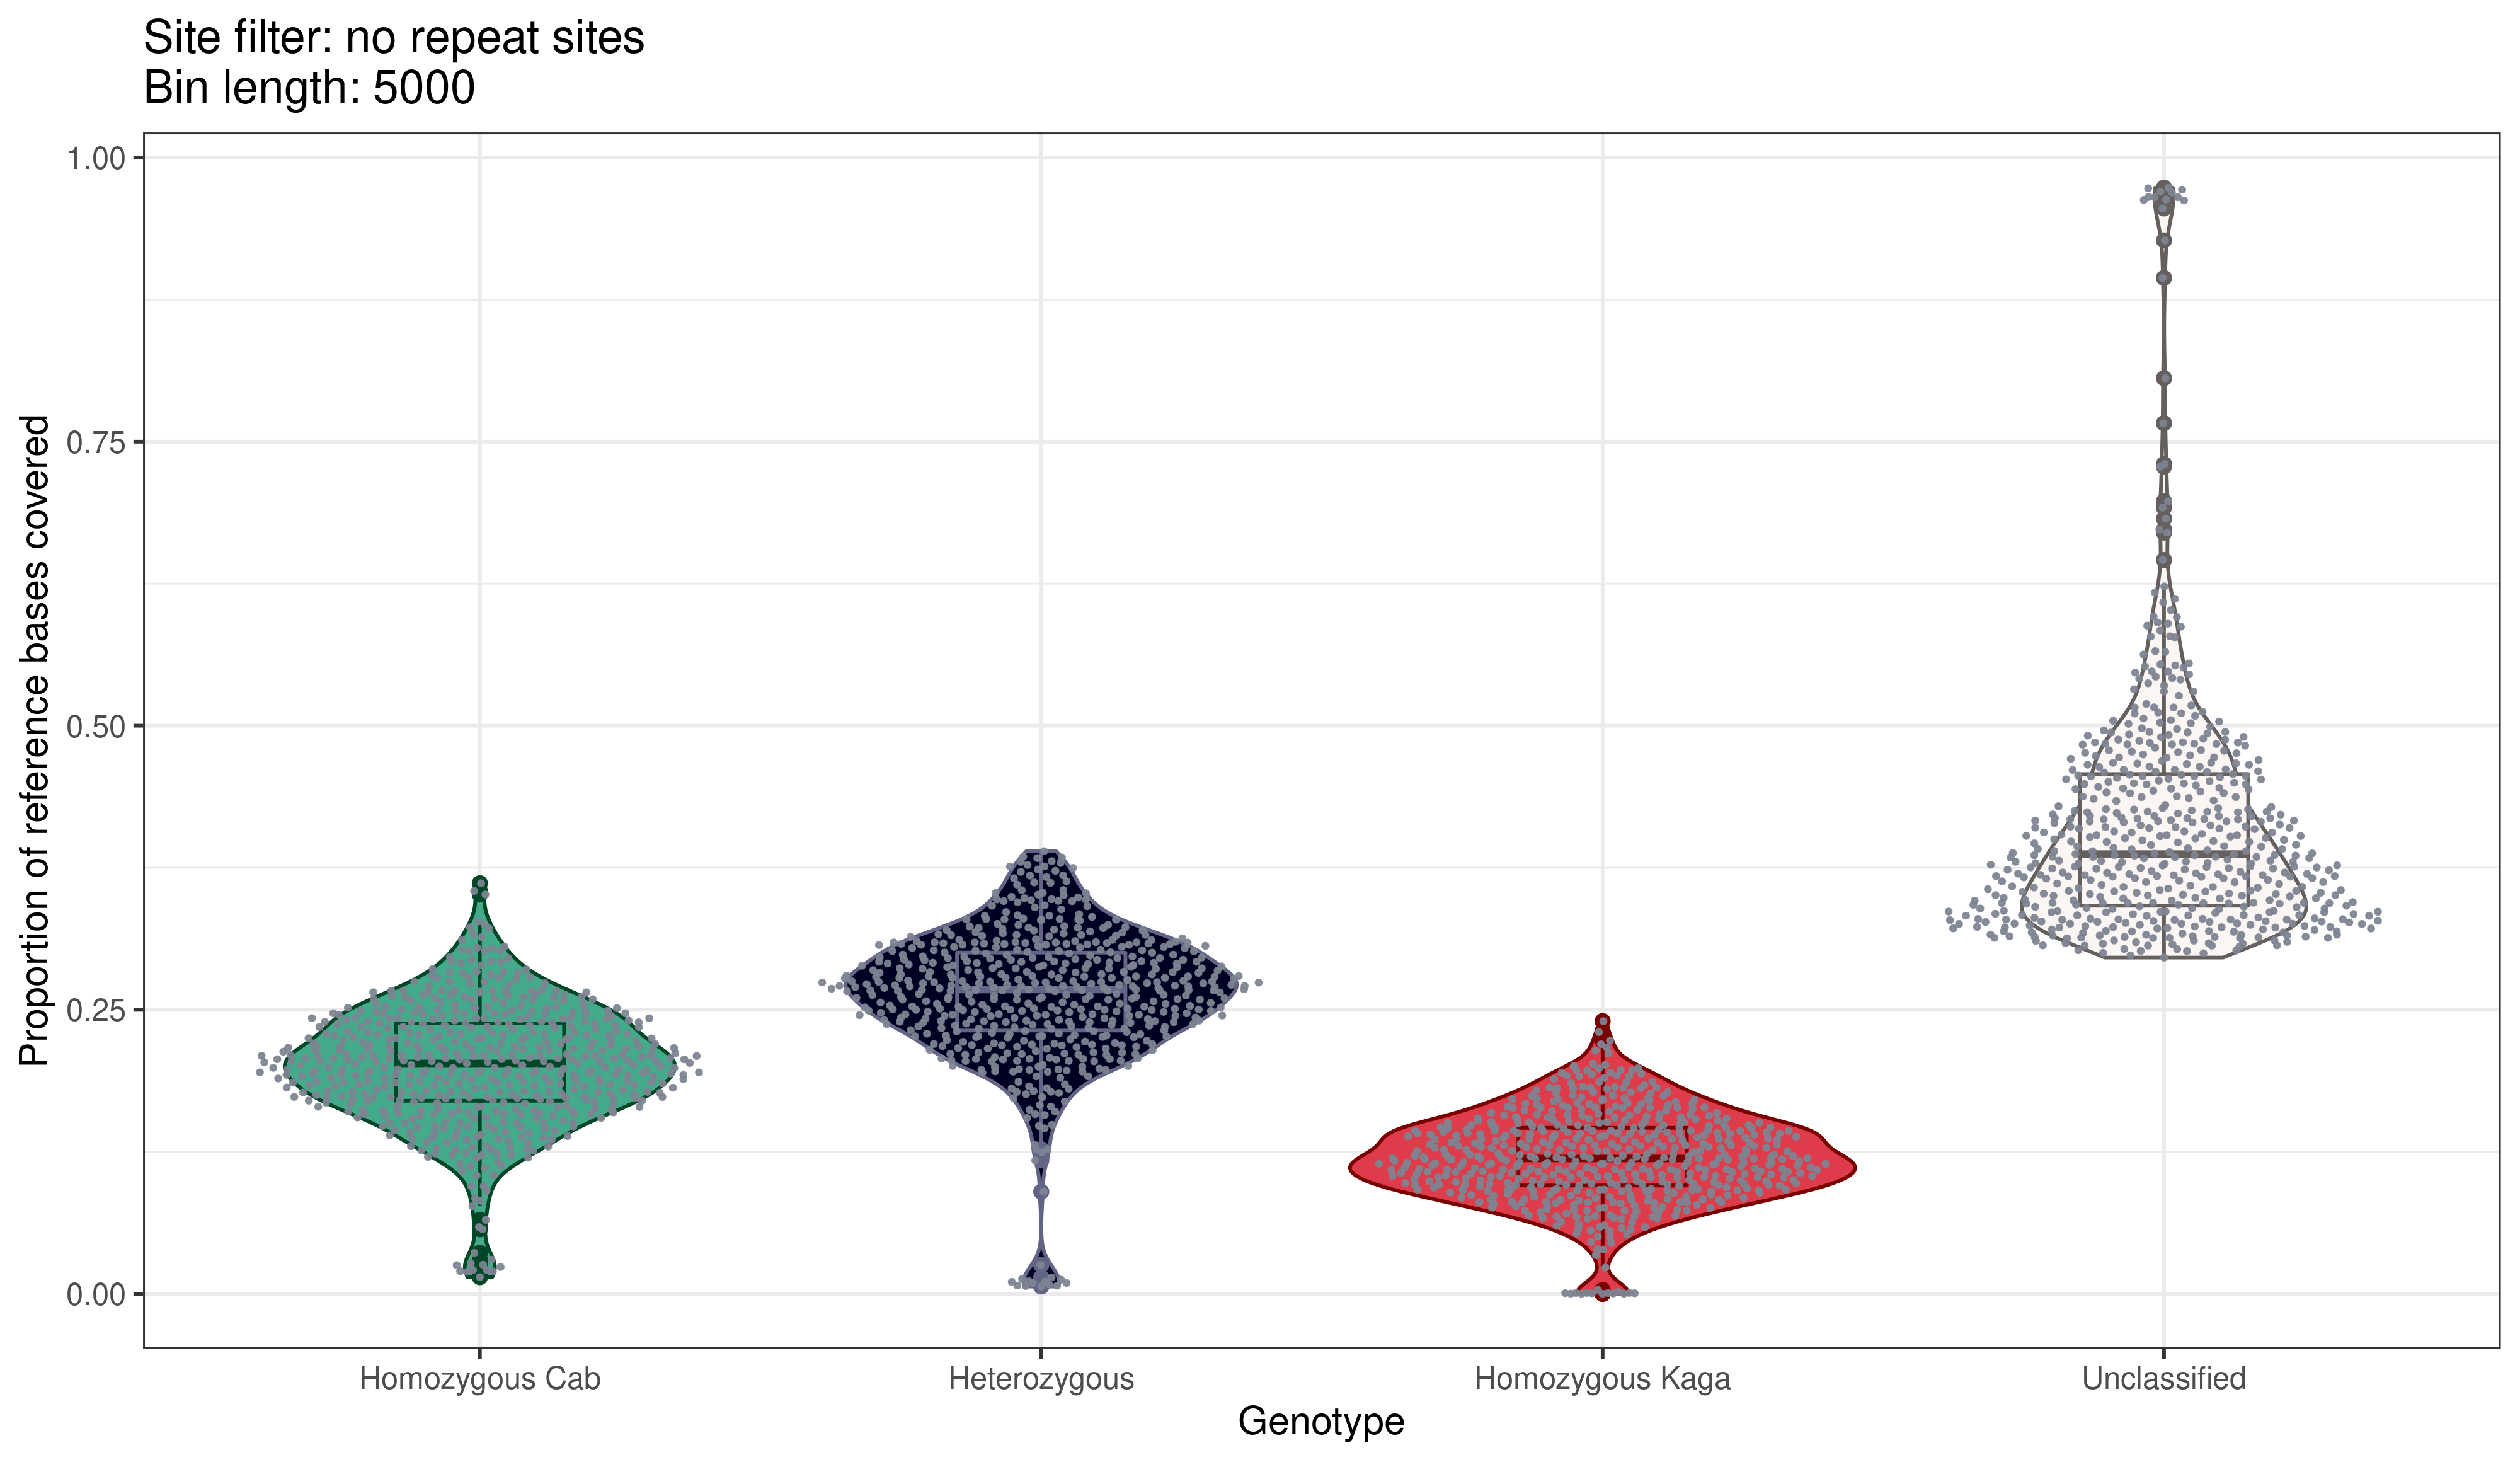 Site filter: no repeat sites
Bin length: 5000
Proportion of reference bases covered
1.00
0.75
0.50
0.25
0.00
Homozygous Cab
Heterozygous
Homozygous Kaga
Unclassified
Genotype